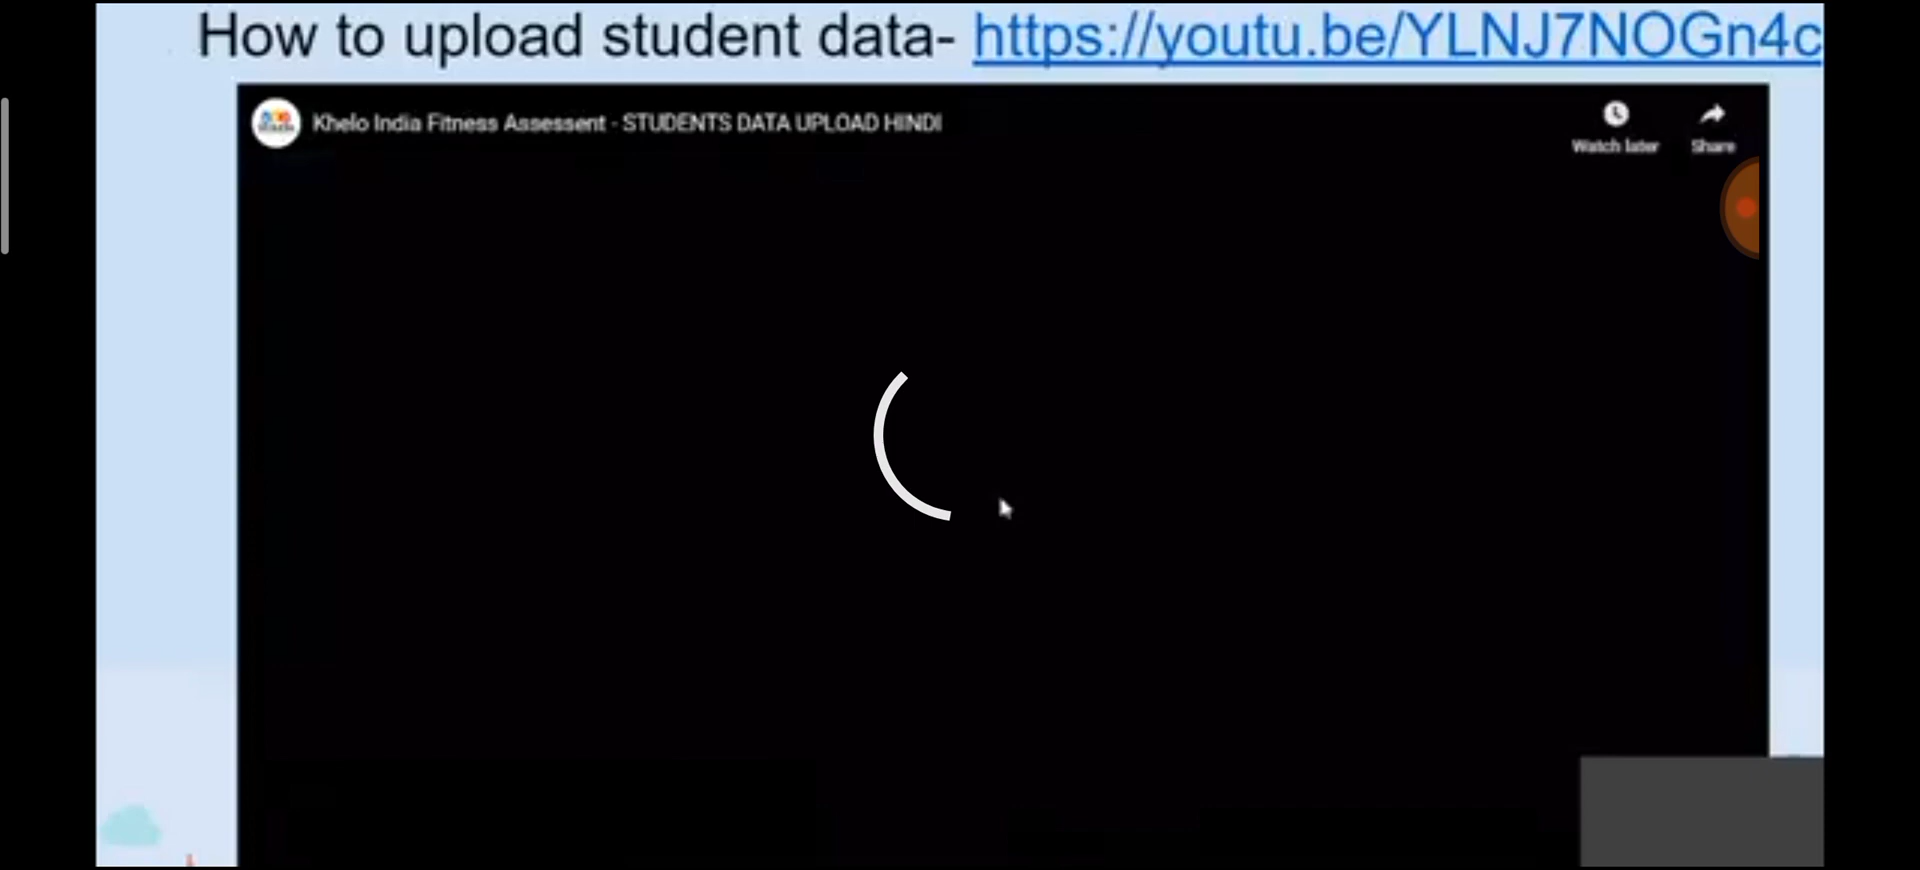 How to upload student data- https://youtu.be/YLNJ7NOGn4c
Khelo India Fitness Assessent - STUDENTS DATA UPLOAD HINDI
Watch later
Share